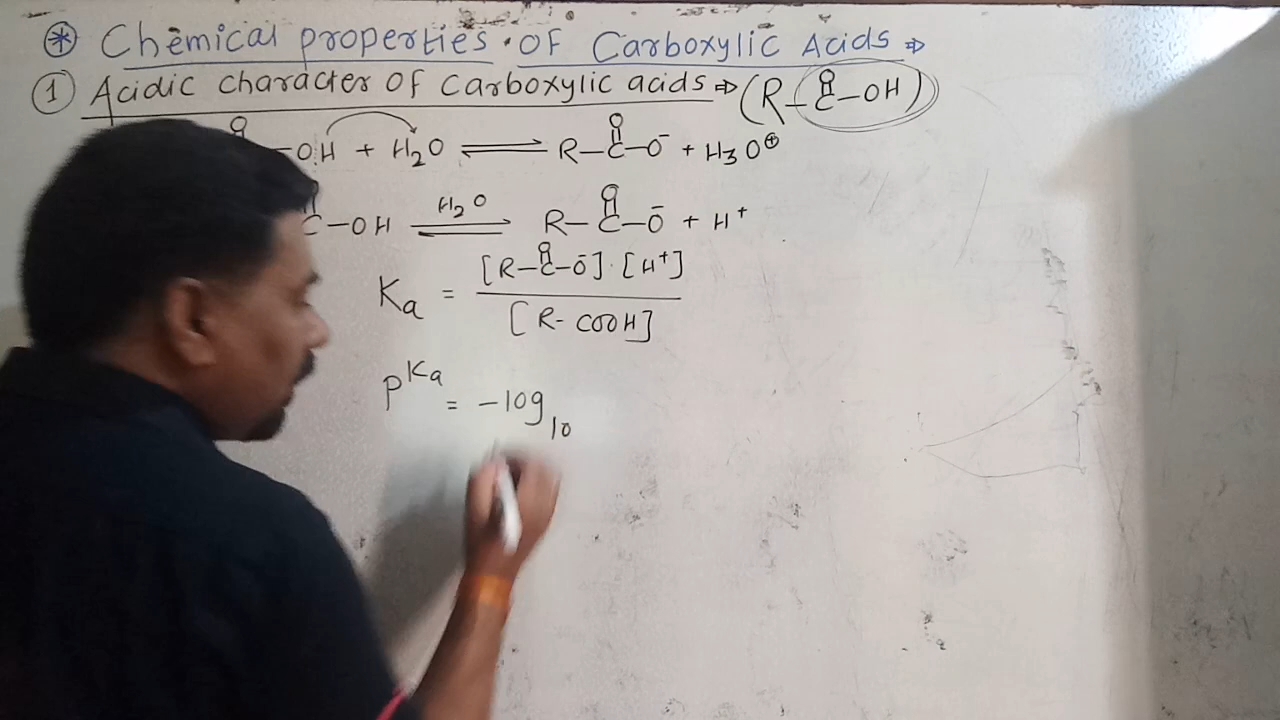 ⊛ Chemical properties of Carboxylic Acids ⇒
① Acidic character of carboxylic acids ⇒ (R–C(=O)–OH)
–OH + H₂O ⇌ R–C(=O)–O⁻ + H₃O⊕
C–OH ⇌ (H₂O) R–C(=O)–O⁻ + H⁺
Ka = [R–C(=O)–O⁻]·[H⁺]
[R-COOH]
P^Ka = –log₁₀